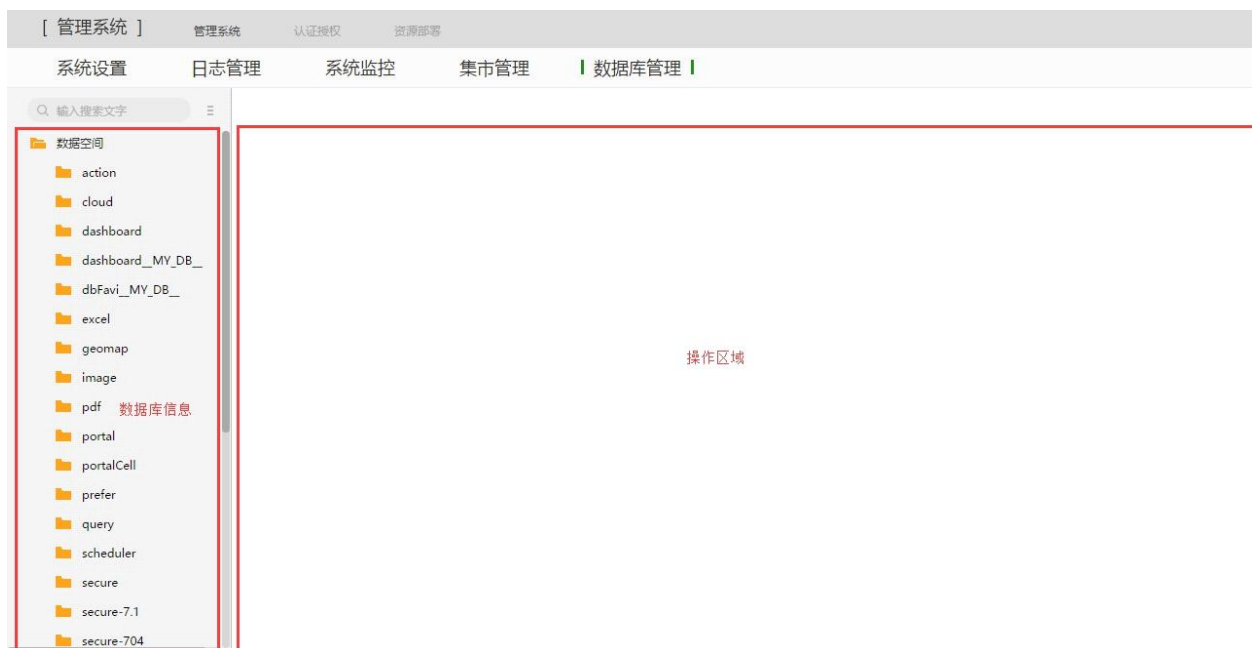 [ 管理系统 ] 管理系统 认证授权 资源部署
系统设置 日志管理 系统监控 集市管理 数据库管理
输入搜索文字
数据空间
action
cloud
dashboard
dashboard__MY_DB__
dbFavi__MY_DB__
excel
geomap
操作区域
image
pdf 数据库信息
portal
portalCell
prefer
query
scheduler
secure
secure-7.1
secure-704